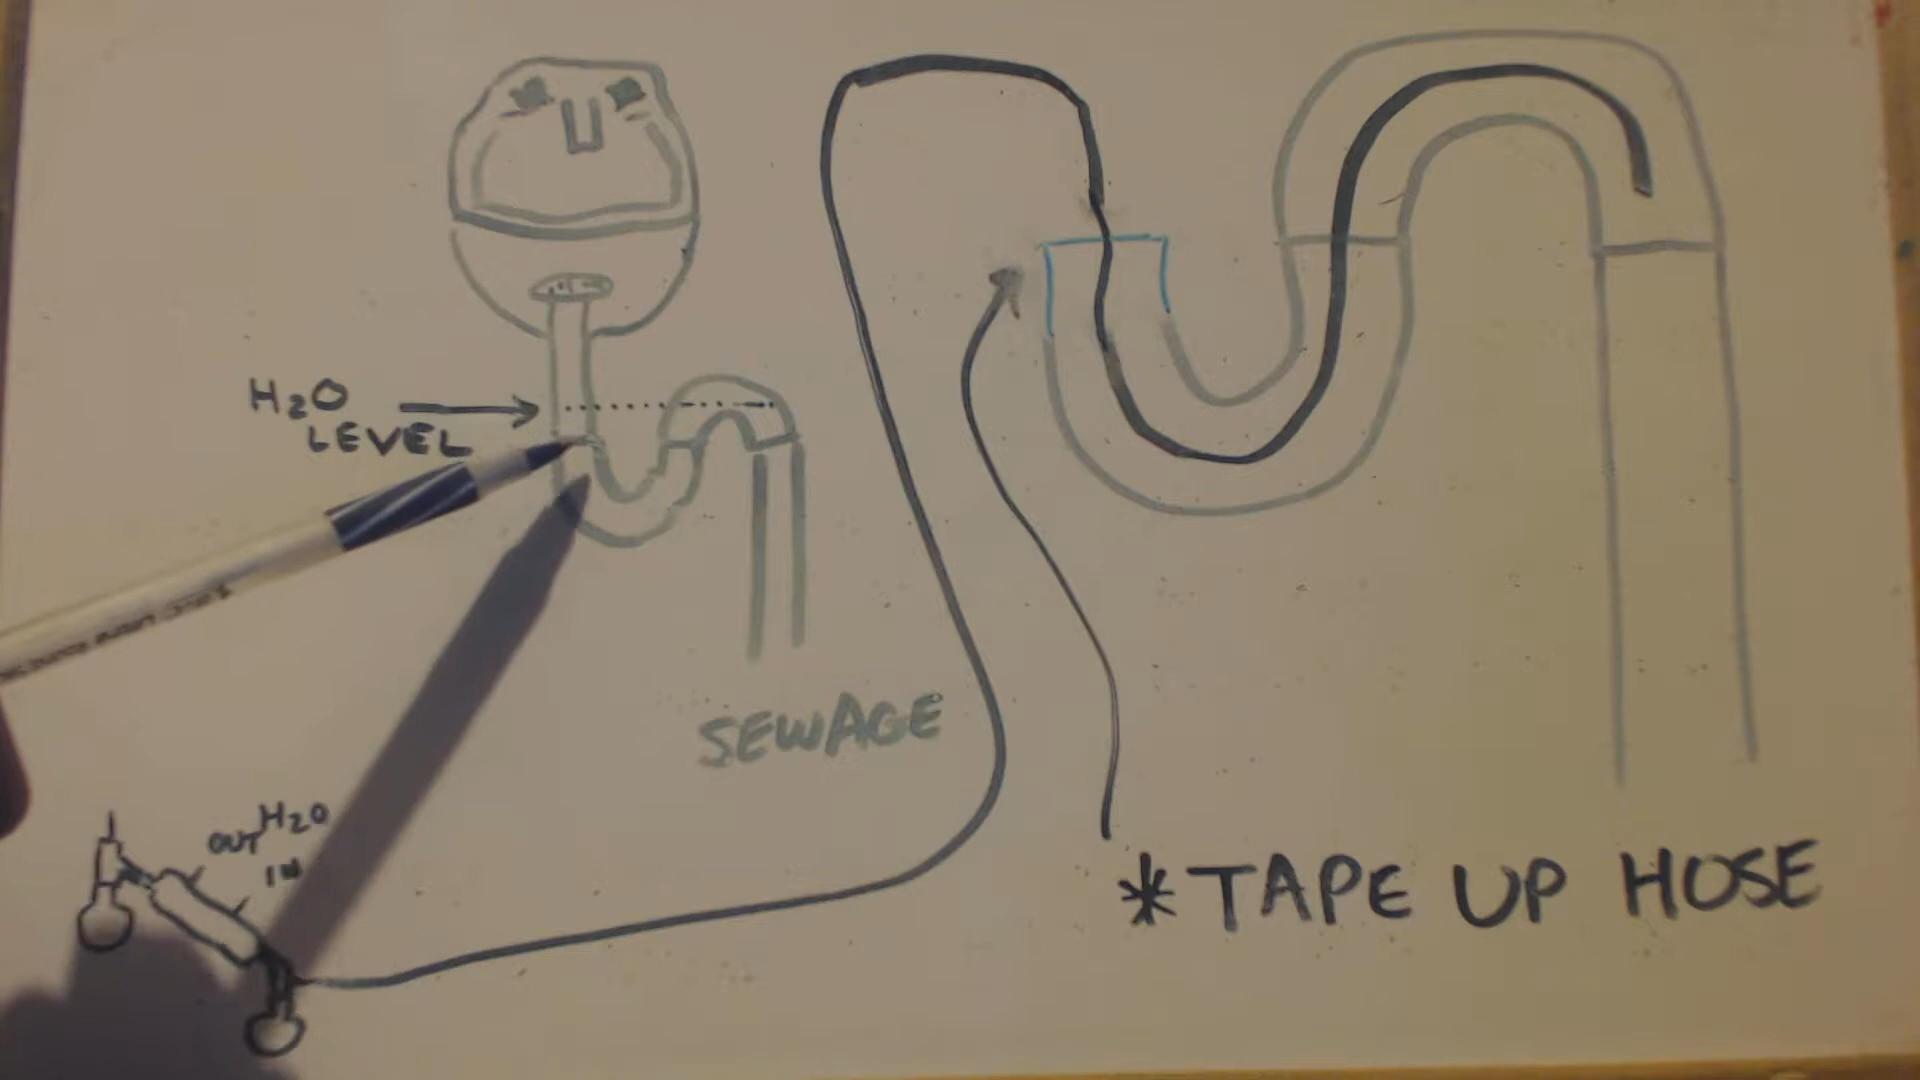 H2O
LEVEL
SEWAGE
OUT H2O
IN
*TAPE UP HOSE